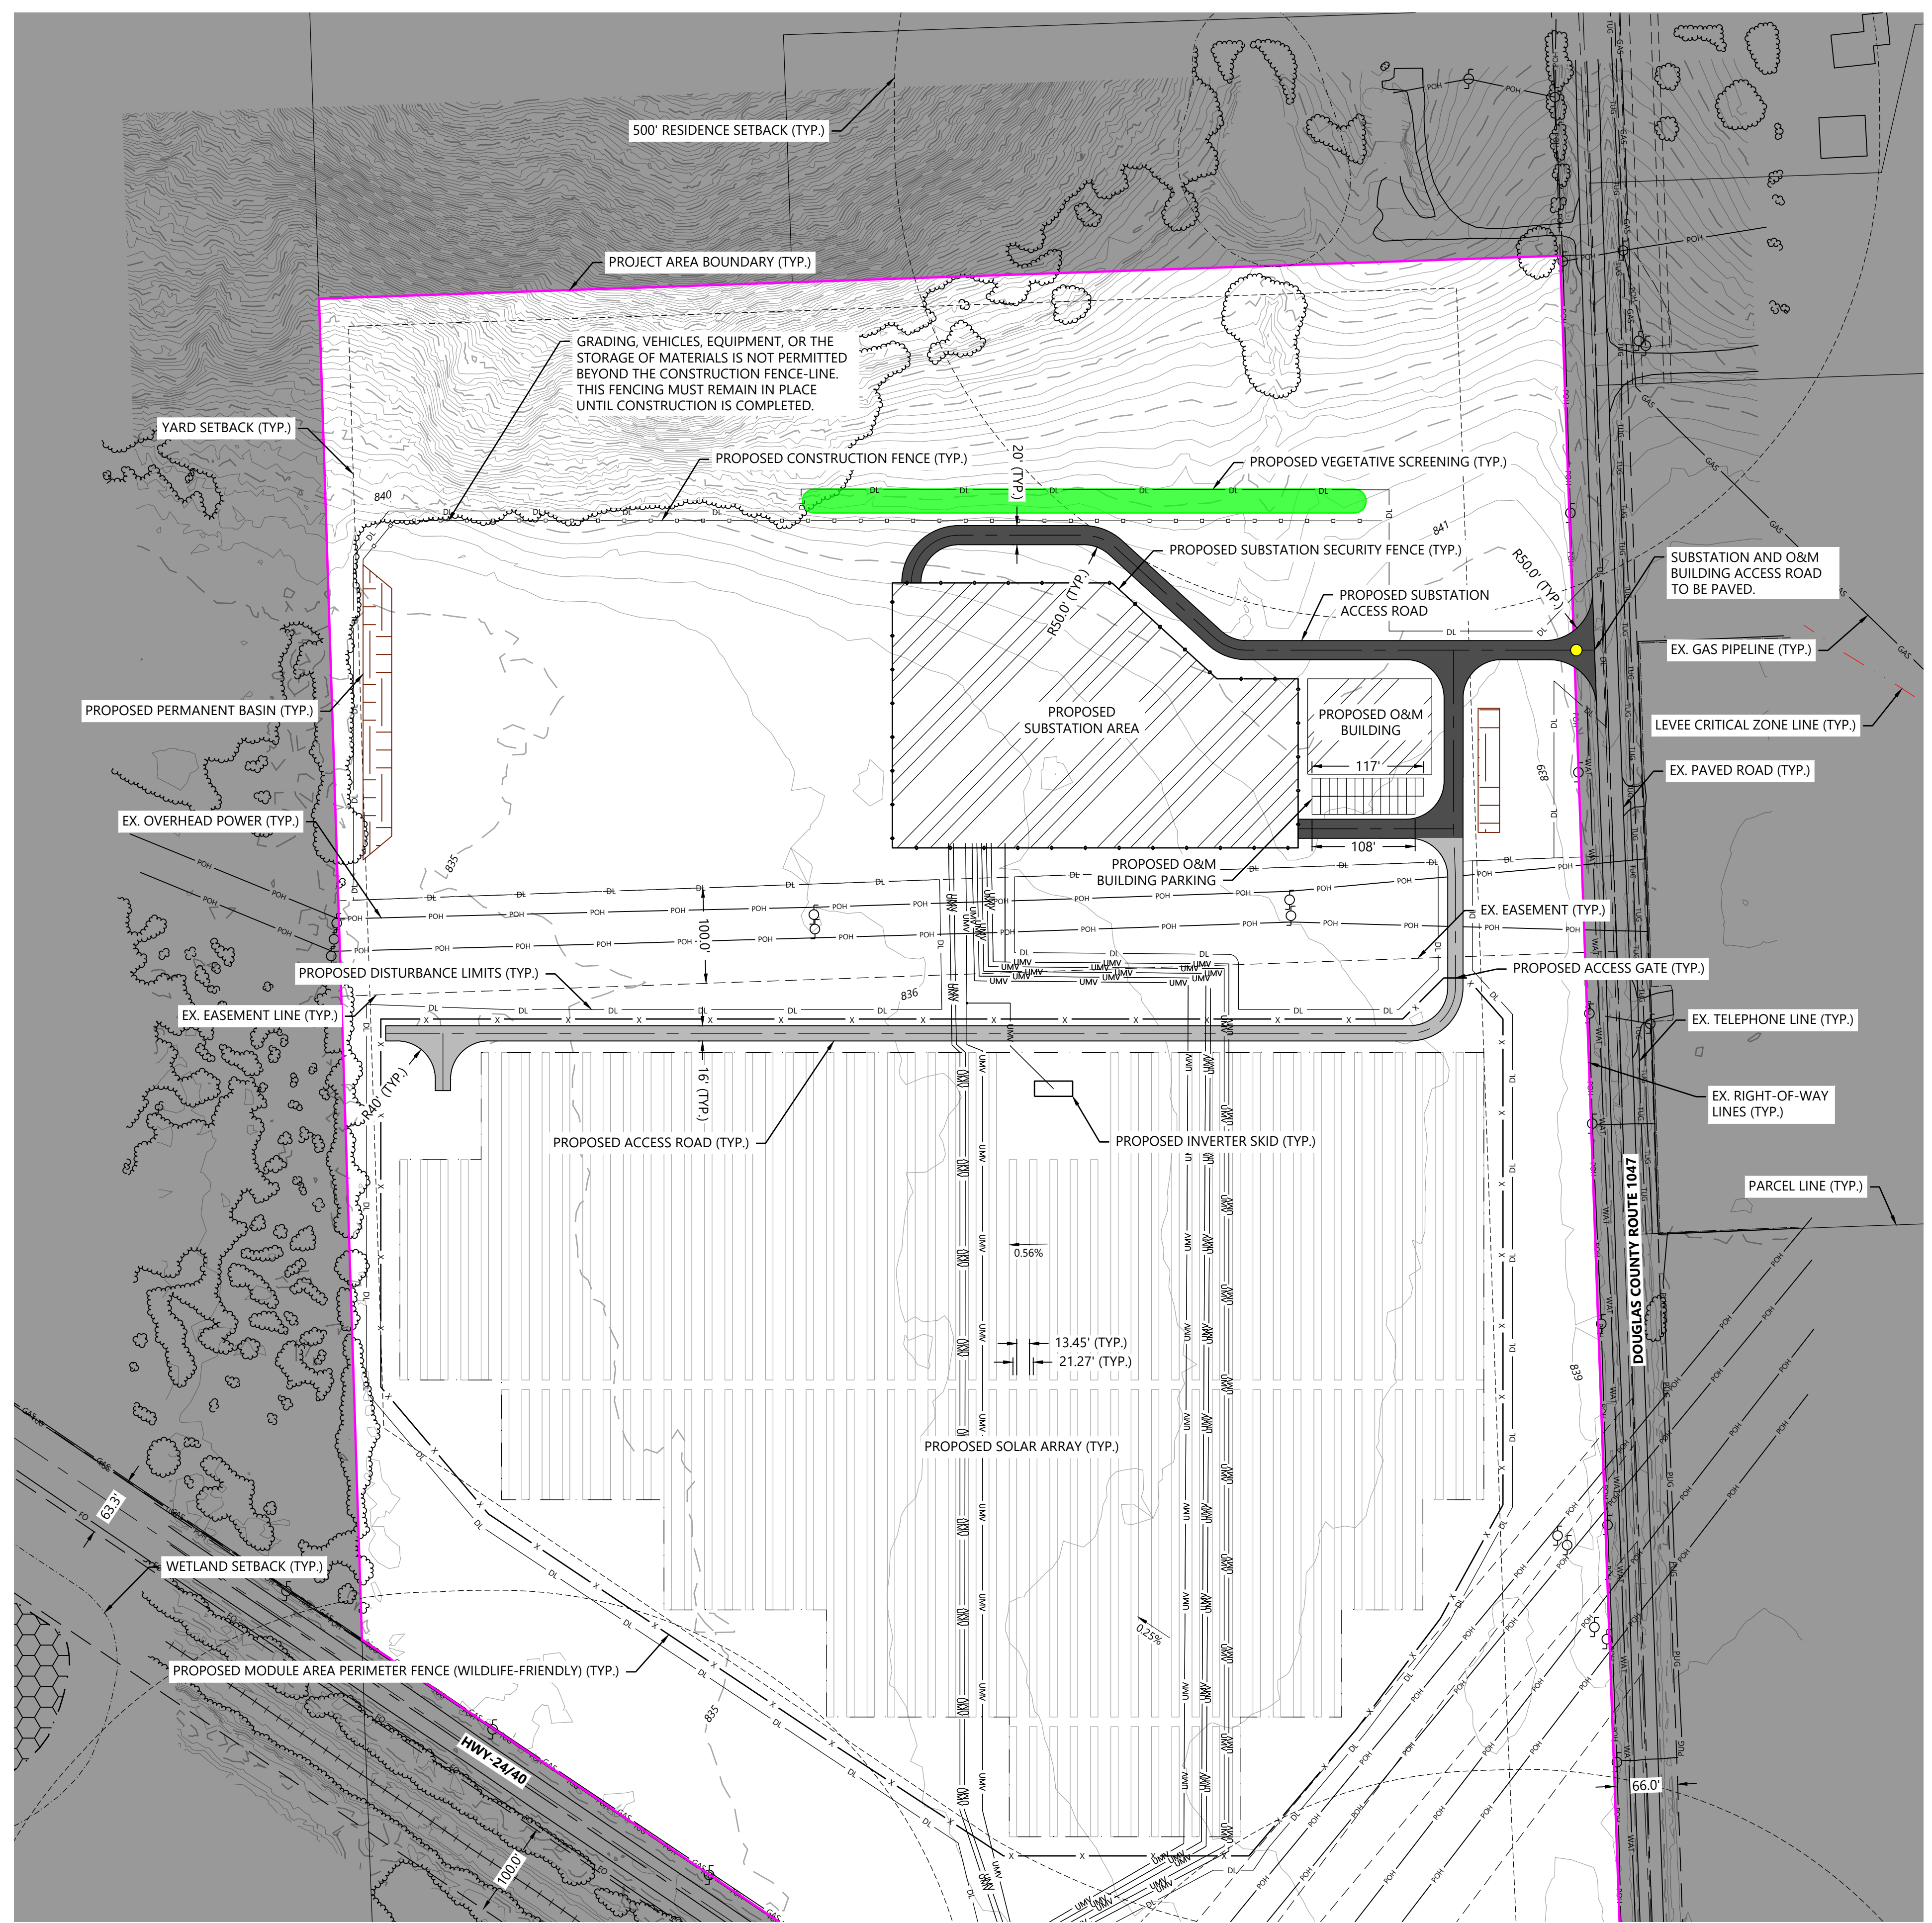 500' RESIDENCE SETBACK (TYP.)
PROJECT AREA BOUNDARY (TYP.)
GRADING, VEHICLES, EQUIPMENT, OR THE
STORAGE OF MATERIALS IS NOT PERMITTED
BEYOND THE CONSTRUCTION FENCE-LINE.
THIS FENCING MUST REMAIN IN PLACE
UNTIL CONSTRUCTION IS COMPLETED.
YARD SETBACK (TYP.)
PROPOSED CONSTRUCTION FENCE (TYP.)
20' (TYP.)
PROPOSED VEGETATIVE SCREENING (TYP.)
840
841
PROPOSED SUBSTATION SECURITY FENCE (TYP.)
R50.0' (TYP.)
R50.0' (TYP.)
SUBSTATION AND O&M
BUILDING ACCESS ROAD
TO BE PAVED.
PROPOSED SUBSTATION
ACCESS ROAD
EX. GAS PIPELINE (TYP.)
PROPOSED PERMANENT BASIN (TYP.)
PROPOSED
SUBSTATION AREA
PROPOSED O&M
BUILDING
LEVEE CRITICAL ZONE LINE (TYP.)
117'
839
EX. PAVED ROAD (TYP.)
EX. OVERHEAD POWER (TYP.)
108'
835
PROPOSED O&M
BUILDING PARKING
100.0'
EX. EASEMENT (TYP.)
PROPOSED DISTURBANCE LIMITS (TYP.)
PROPOSED ACCESS GATE (TYP.)
836
EX. EASEMENT LINE (TYP.)
EX. TELEPHONE LINE (TYP.)
R40' (TYP.)
16' (TYP.)
EX. RIGHT-OF-WAY
LINES (TYP.)
PROPOSED ACCESS ROAD (TYP.)
PROPOSED INVERTER SKID (TYP.)
DOUGLAS COUNTY ROUTE 1047
PARCEL LINE (TYP.)
0.56%
13.45' (TYP.)
21.27' (TYP.)
839
PROPOSED SOLAR ARRAY (TYP.)
63.3'
WETLAND SETBACK (TYP.)
0.25%
PROPOSED MODULE AREA PERIMETER FENCE (WILDLIFE-FRIENDLY) (TYP.)
835
HWY-24/40
66.0'
100.0'
DL
POH
UMV
GAS
TUG
WAT
PUG
FO
X